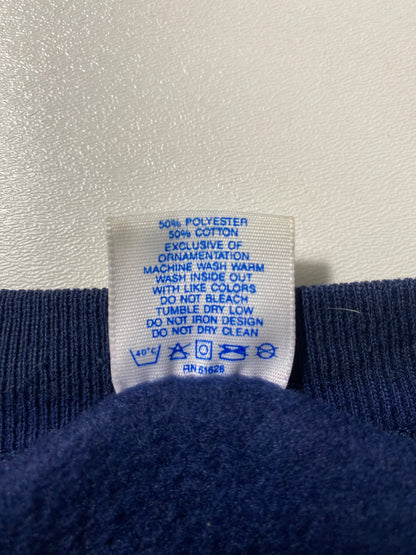 50% POLYESTER
50% COTTON
EXCLUSIVE OF
ORNAMENTATION
MACHINE WASH WARM
WASH INSIDE OUT
WITH LIKE COLORS
DO NOT BLEACH
TUMBLE DRY LOW
DO NOT IRON DESIGN
DO NOT DRY CLEAN
40°C
RN 51626